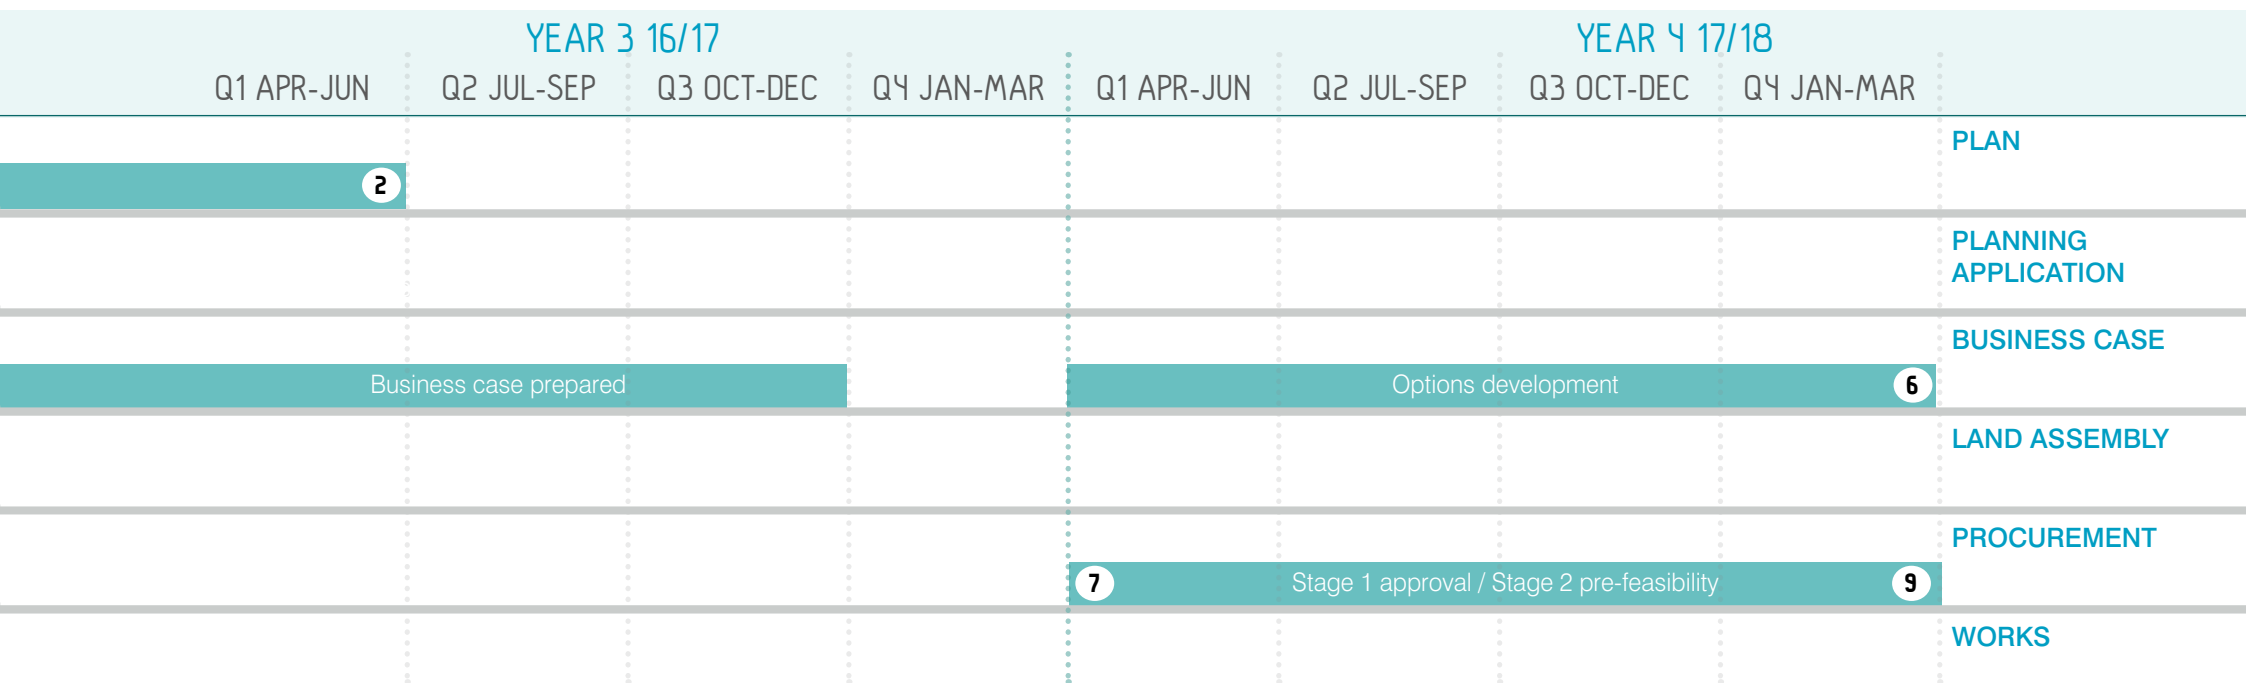 YEAR 3 16/17 YEAR 4 17/18
Q1 APR-JUN Q2 JUL-SEP Q3 OCT-DEC Q4 JAN-MAR Q1 APR-JUN Q2 JUL-SEP Q3 OCT-DEC Q4 JAN-MAR
PLAN
2
PLANNING
APPLICATION
BUSINESS CASE
Business case prepared Options development 6
LAND ASSEMBLY
PROCUREMENT
7 Stage 1 approval / Stage 2 pre-feasibility 9
WORKS